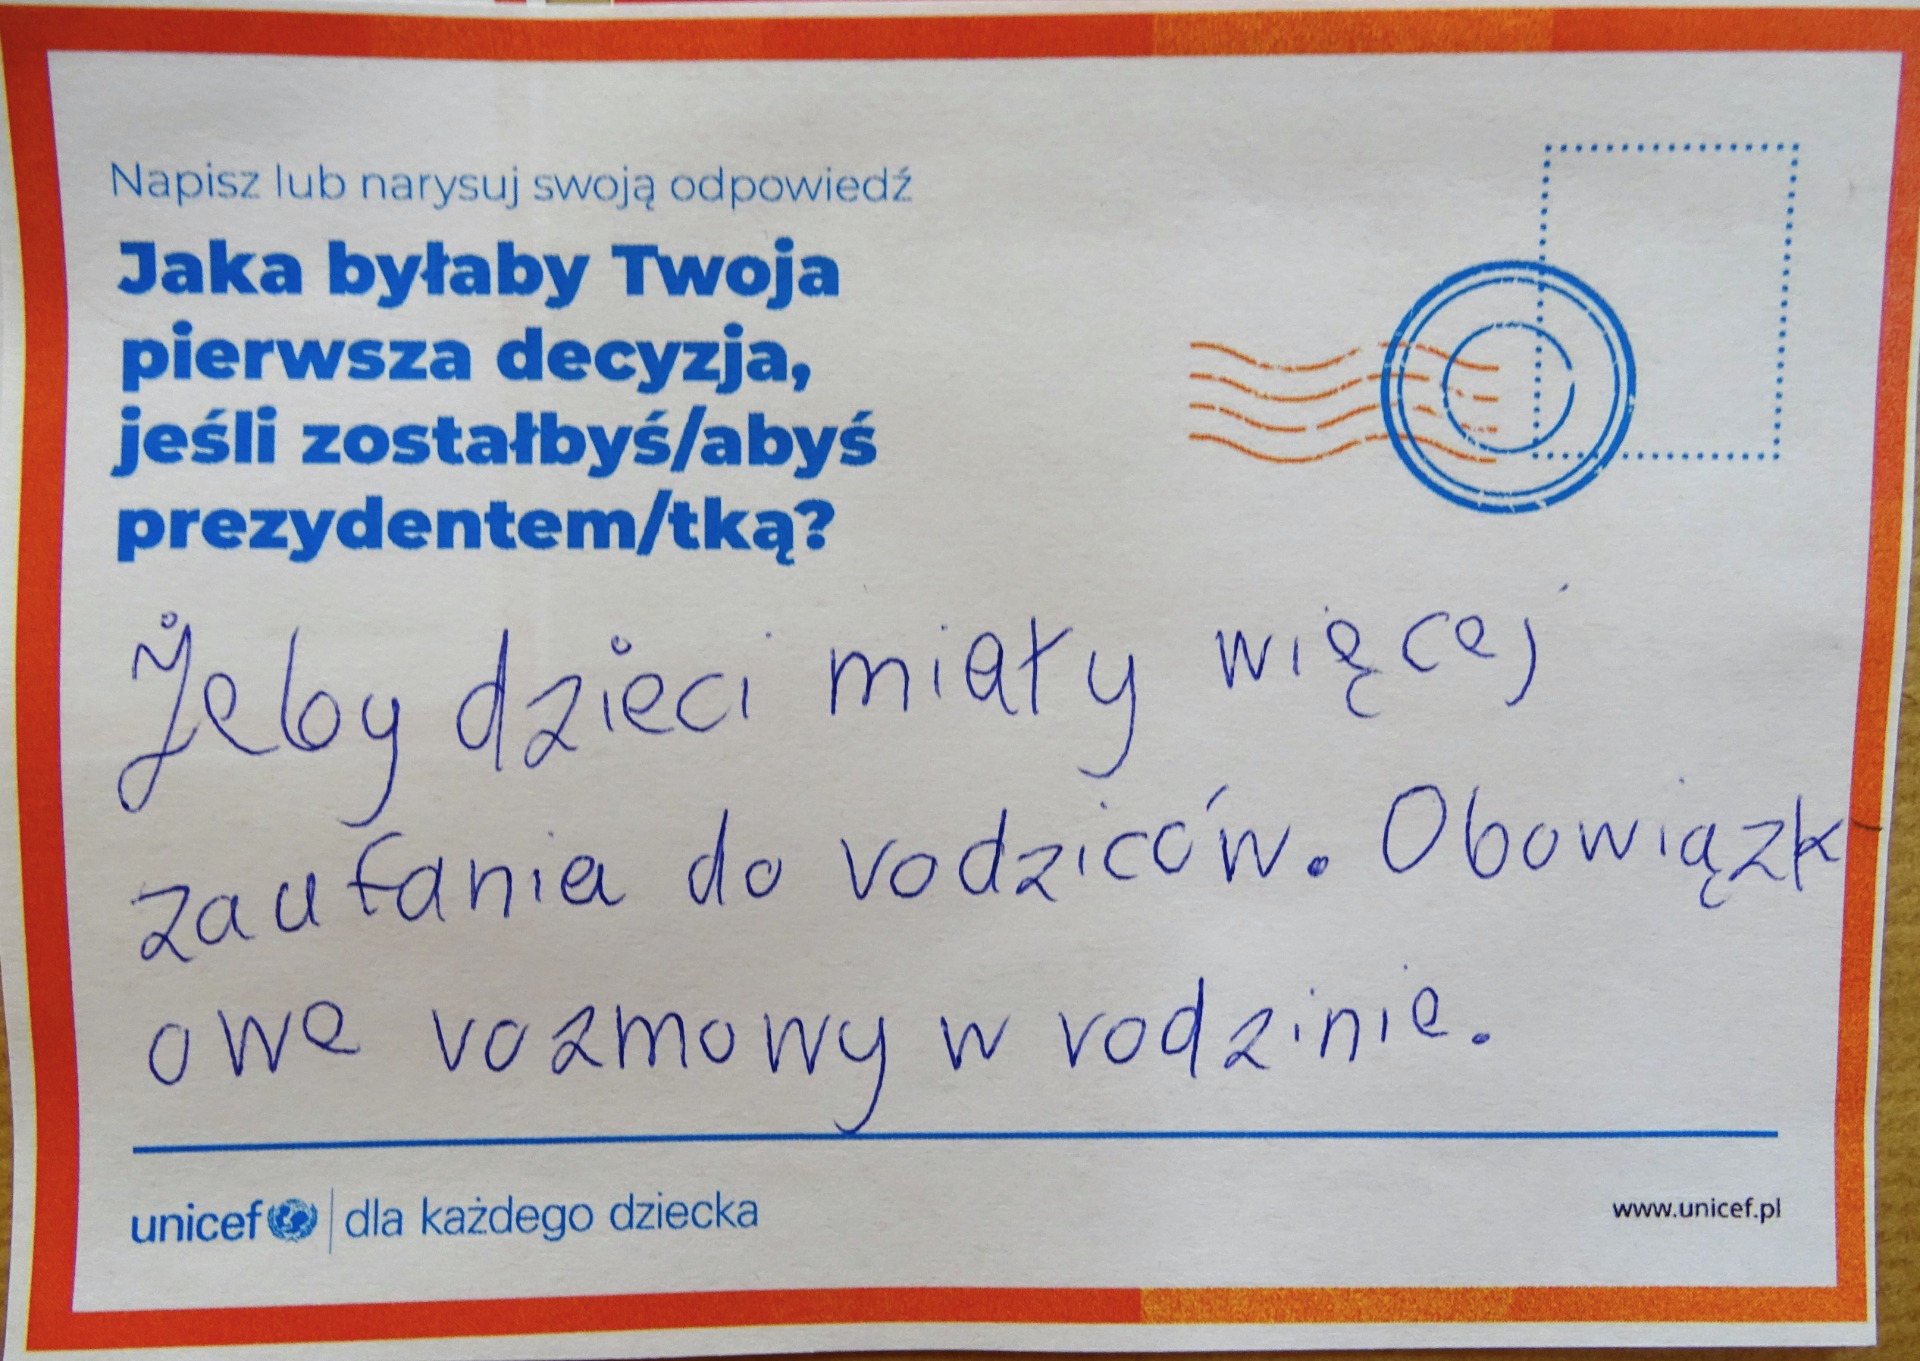 Napisz lub narysuj swoją odpowiedź
Jaka byłaby Twoja
pierwsza decyzja,
jeśli zostałbyś/abyś
prezydentem/tką?
Żeby dzieci miały więcej
zaufania do rodziców. Obowiązk
owe rozmowy w rodzinie.
unicef | dla każdego dziecka
www.unicef.pl